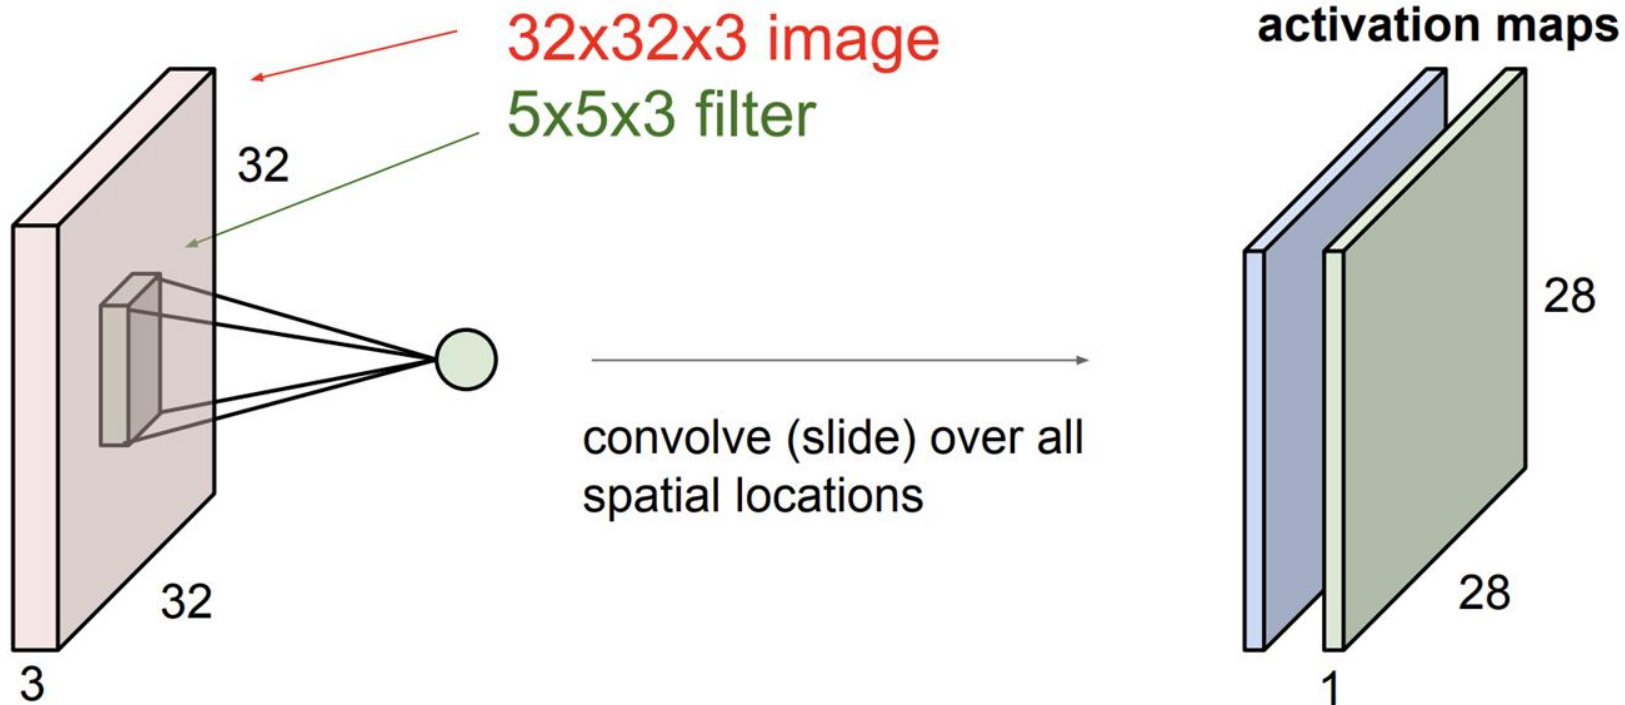 32x32x3 image
5x5x3 filter
32
32
3
convolve (slide) over all
spatial locations
activation maps
28
28
1